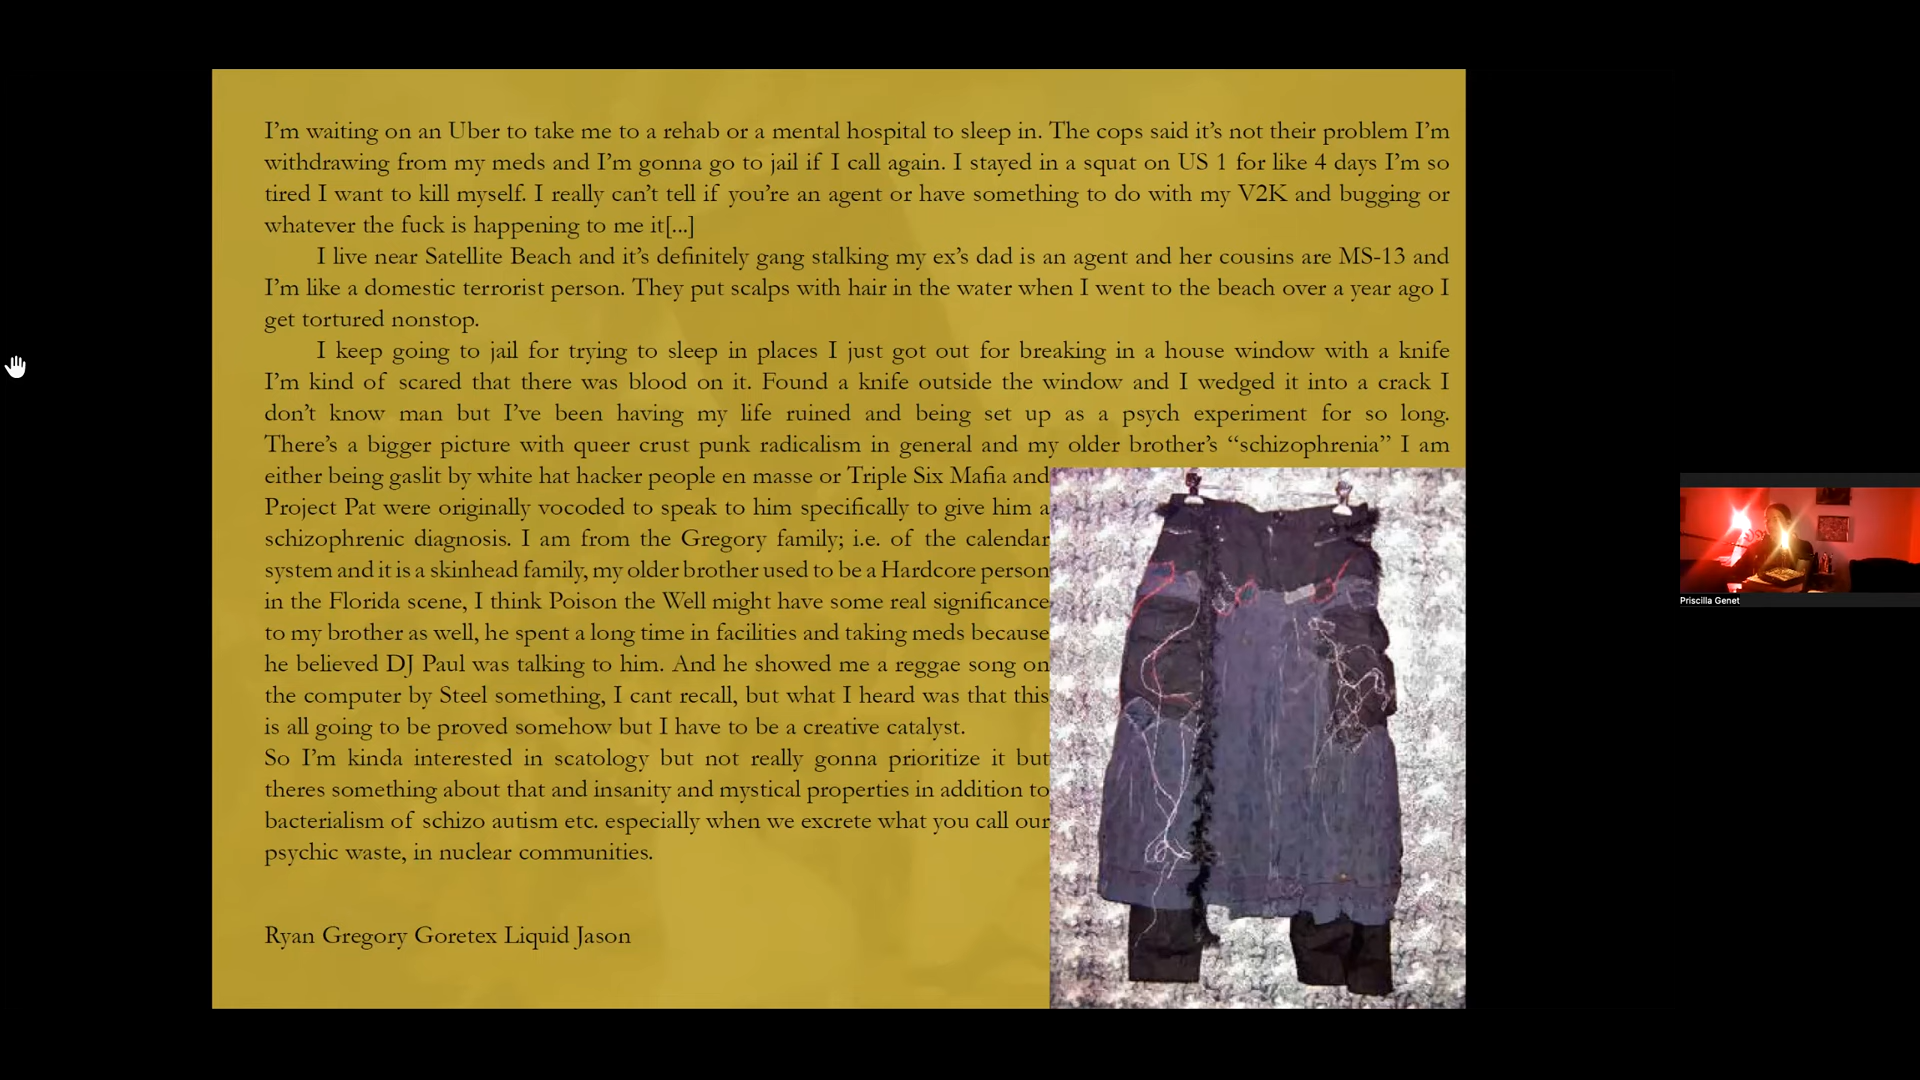 I'm waiting on an Uber to take me to a rehab or a mental hospital to sleep in. The cops said it's not their problem I'm
withdrawing from my meds and I'm gonna go to jail if I call again. I stayed in a squat on US 1 for like 4 days I'm so
tired I want to kill myself. I really can't tell if you're an agent or have something to do with my V2K and bugging or
whatever the fuck is happening to me it[...]
I live near Satellite Beach and it's definitely gang stalking my ex's dad is an agent and her cousins are MS-13 and
I'm like a domestic terrorist person. They put scalps with hair in the water when I went to the beach over a year ago I
get tortured nonstop.
I keep going to jail for trying to sleep in places I just got out for breaking in a house window with a knife
I'm kind of scared that there was blood on it. Found a knife outside the window and I wedged it into a crack I
don't know man but I've been having my life ruined and being set up as a psych experiment for so long.
There's a bigger picture with queer crust punk radicalism in general and my older brother's “schizophrenia” I am
either being gaslit by white hat hacker people en masse or Triple Six Mafia and
Project Pat were originally vocoded to speak to him specifically to give him a
schizophrenic diagnosis. I am from the Gregory family; i.e. of the calendar
system and it is a skinhead family, my older brother used to be a Hardcore person
in the Florida scene, I think Poison the Well might have some real significance
to my brother as well, he spent a long time in facilities and taking meds because
he believed DJ Paul was talking to him. And he showed me a reggae song on
the computer by Steel something, I cant recall, but what I heard was that this
is all going to be proved somehow but I have to be a creative catalyst.
So I'm kinda interested in scatology but not really gonna prioritize it but
theres something about that and insanity and mystical properties in addition to
bacterialism of schizo autism etc. especially when we excrete what you call our
psychic waste, in nuclear communities.
Ryan Gregory Goretex Liquid Jason
Priscilla Genet